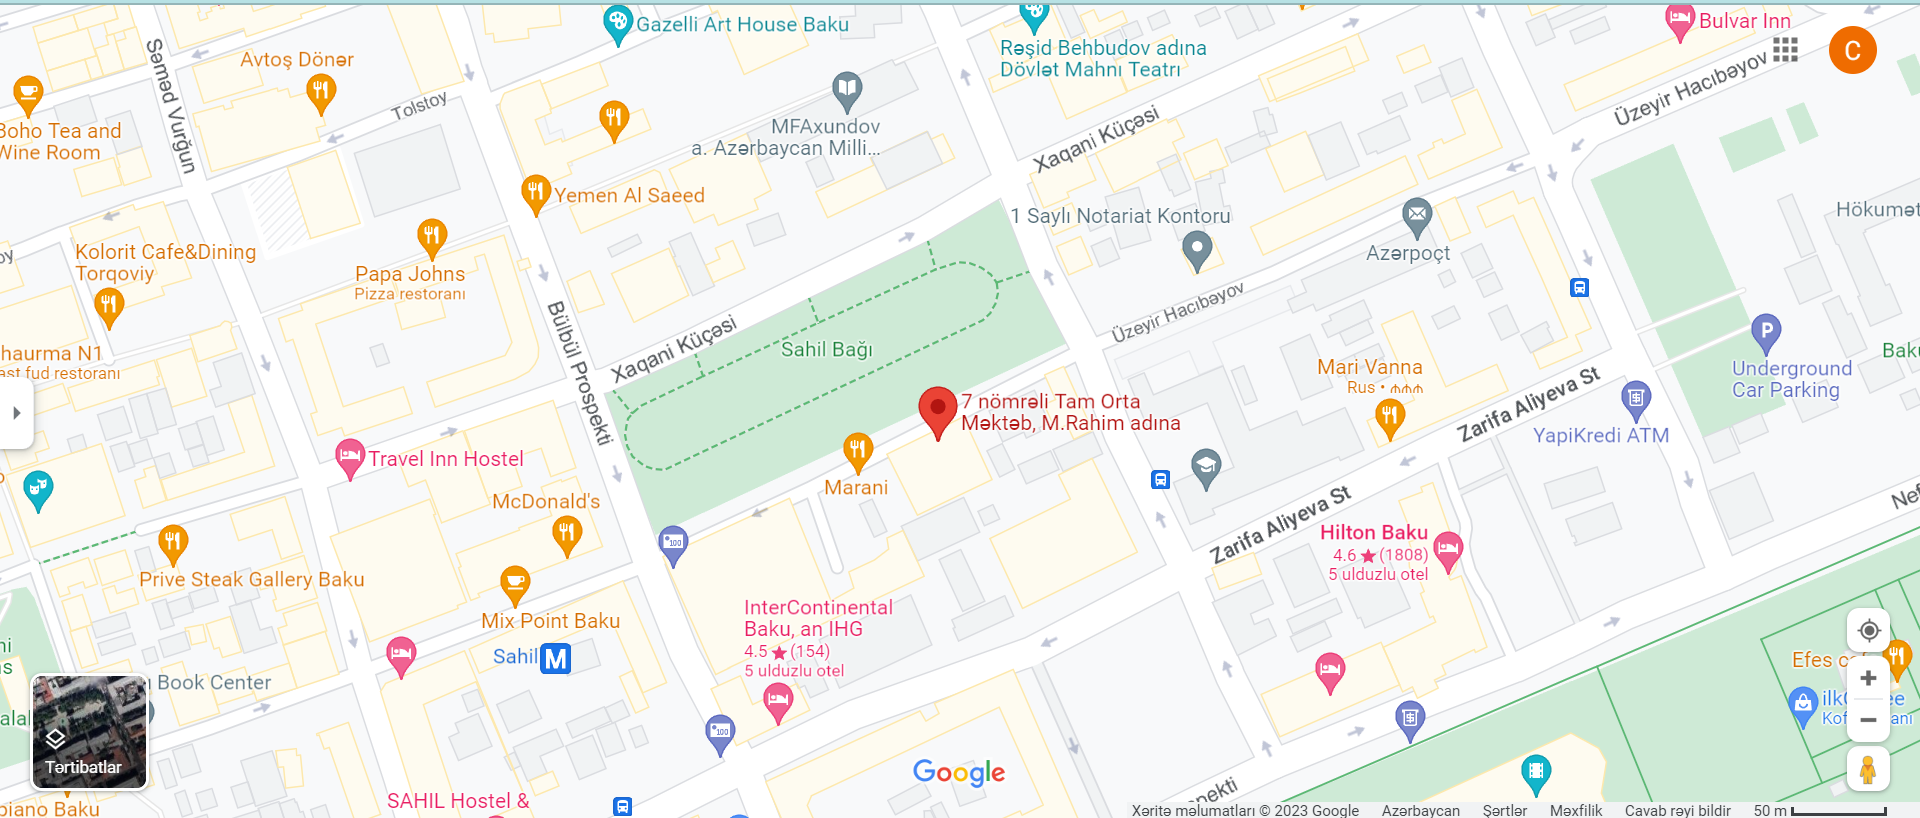 Gazelli Art House Baku
Rəşid Behbudov adına
Dövlət Mahnı Teatrı
Bulvar Inn
C
Səməd Vurğun
Avtoş Dönər
Tolstoy
Boho Tea and
Wine Room
MFAxundov
a. Azərbaycan Milli...
Xaqani Küçəsi
Üzeyir Hacıbəyov
Yemen Al Saeed
1 Saylı Notariat Kontoru
Hökumət
Azərpoçt
Kolorit Cafe&Dining
Torqoviy
Papa Johns
Pizza restoranı
Bülbül Prospekti
Xaqani Küçəsi
Sahil Bağı
Üzeyir Hacıbəyov
P
Underground
Car Parking
Baku
haurma N1
ast fud restoranı
Mari Vanna
Rus •
7 nömrəli Tam Orta
Məktəb, M.Rahim adına
Zarifa Aliyeva St
YapiKredi ATM
Travel Inn Hostel
Marani
McDonald's
100
Zarifa Aliyeva St
Nef
Hilton Baku
4.6 ★ (1808)
5 ulduzlu otel
Prive Steak Gallery Baku
Mix Point Baku
Sahil M
InterContinental
Baku, an IHG
4.5 ★ (154)
5 ulduzlu otel
100
Book Center
Efes
Tərtibatlar
piano Baku
SAHIL Hostel &
Google
pekti
Xəritə məlumatları © 2023 Google Azərbaycan Şərtlər Məxfilik Cavab rəyi bildir 50 m